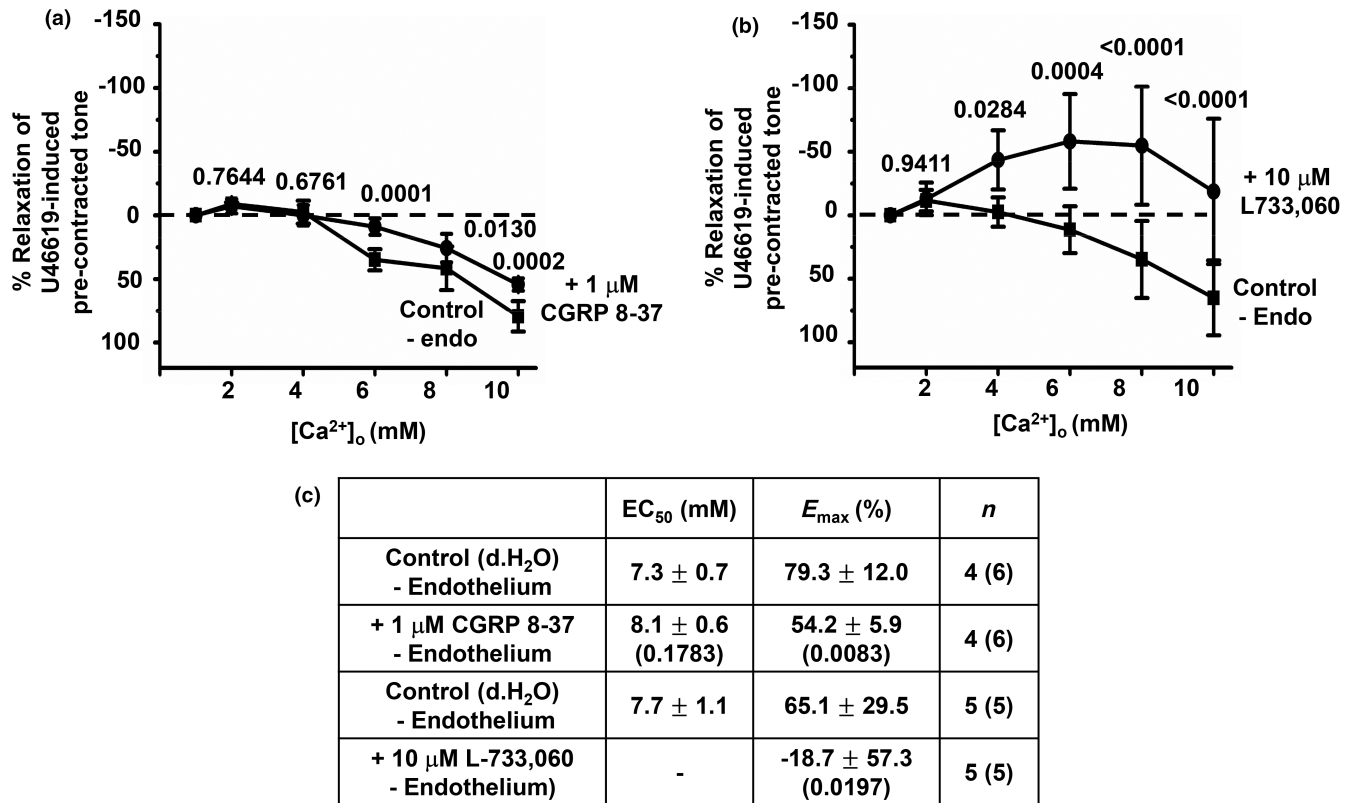 (a)
% Relaxation of
U46619-induced
pre-contracted tone
-150
-100
-50
0
50
100
0.7644
0.6761
0.0001
0.0130
0.0002
+ 1 μM
CGRP 8-37
Control
- endo
2
4
6
8
10
[Ca²⁺]ₒ (mM)
(b)
% Relaxation of
U46619-induced
pre-contracted tone
-150
-100
-50
0
50
100
0.9411
0.0284
0.0004
<0.0001
<0.0001
+ 10 μM
L733,060
Control
- Endo
2
4
6
8
10
[Ca²⁺]ₒ (mM)
(c)
EC₅₀ (mM) Eₘₐₓ (%) n
Control (d.H₂O)
- Endothelium
7.3 ± 0.7 79.3 ± 12.0 4 (6)
+ 1 μM CGRP 8-37
- Endothelium
8.1 ± 0.6
(0.1783)
54.2 ± 5.9
(0.0083)
4 (6)
Control (d.H₂O)
- Endothelium
7.7 ± 1.1 65.1 ± 29.5 5 (5)
+ 10 μM L-733,060
- Endothelium)
-
-18.7 ± 57.3
(0.0197)
5 (5)